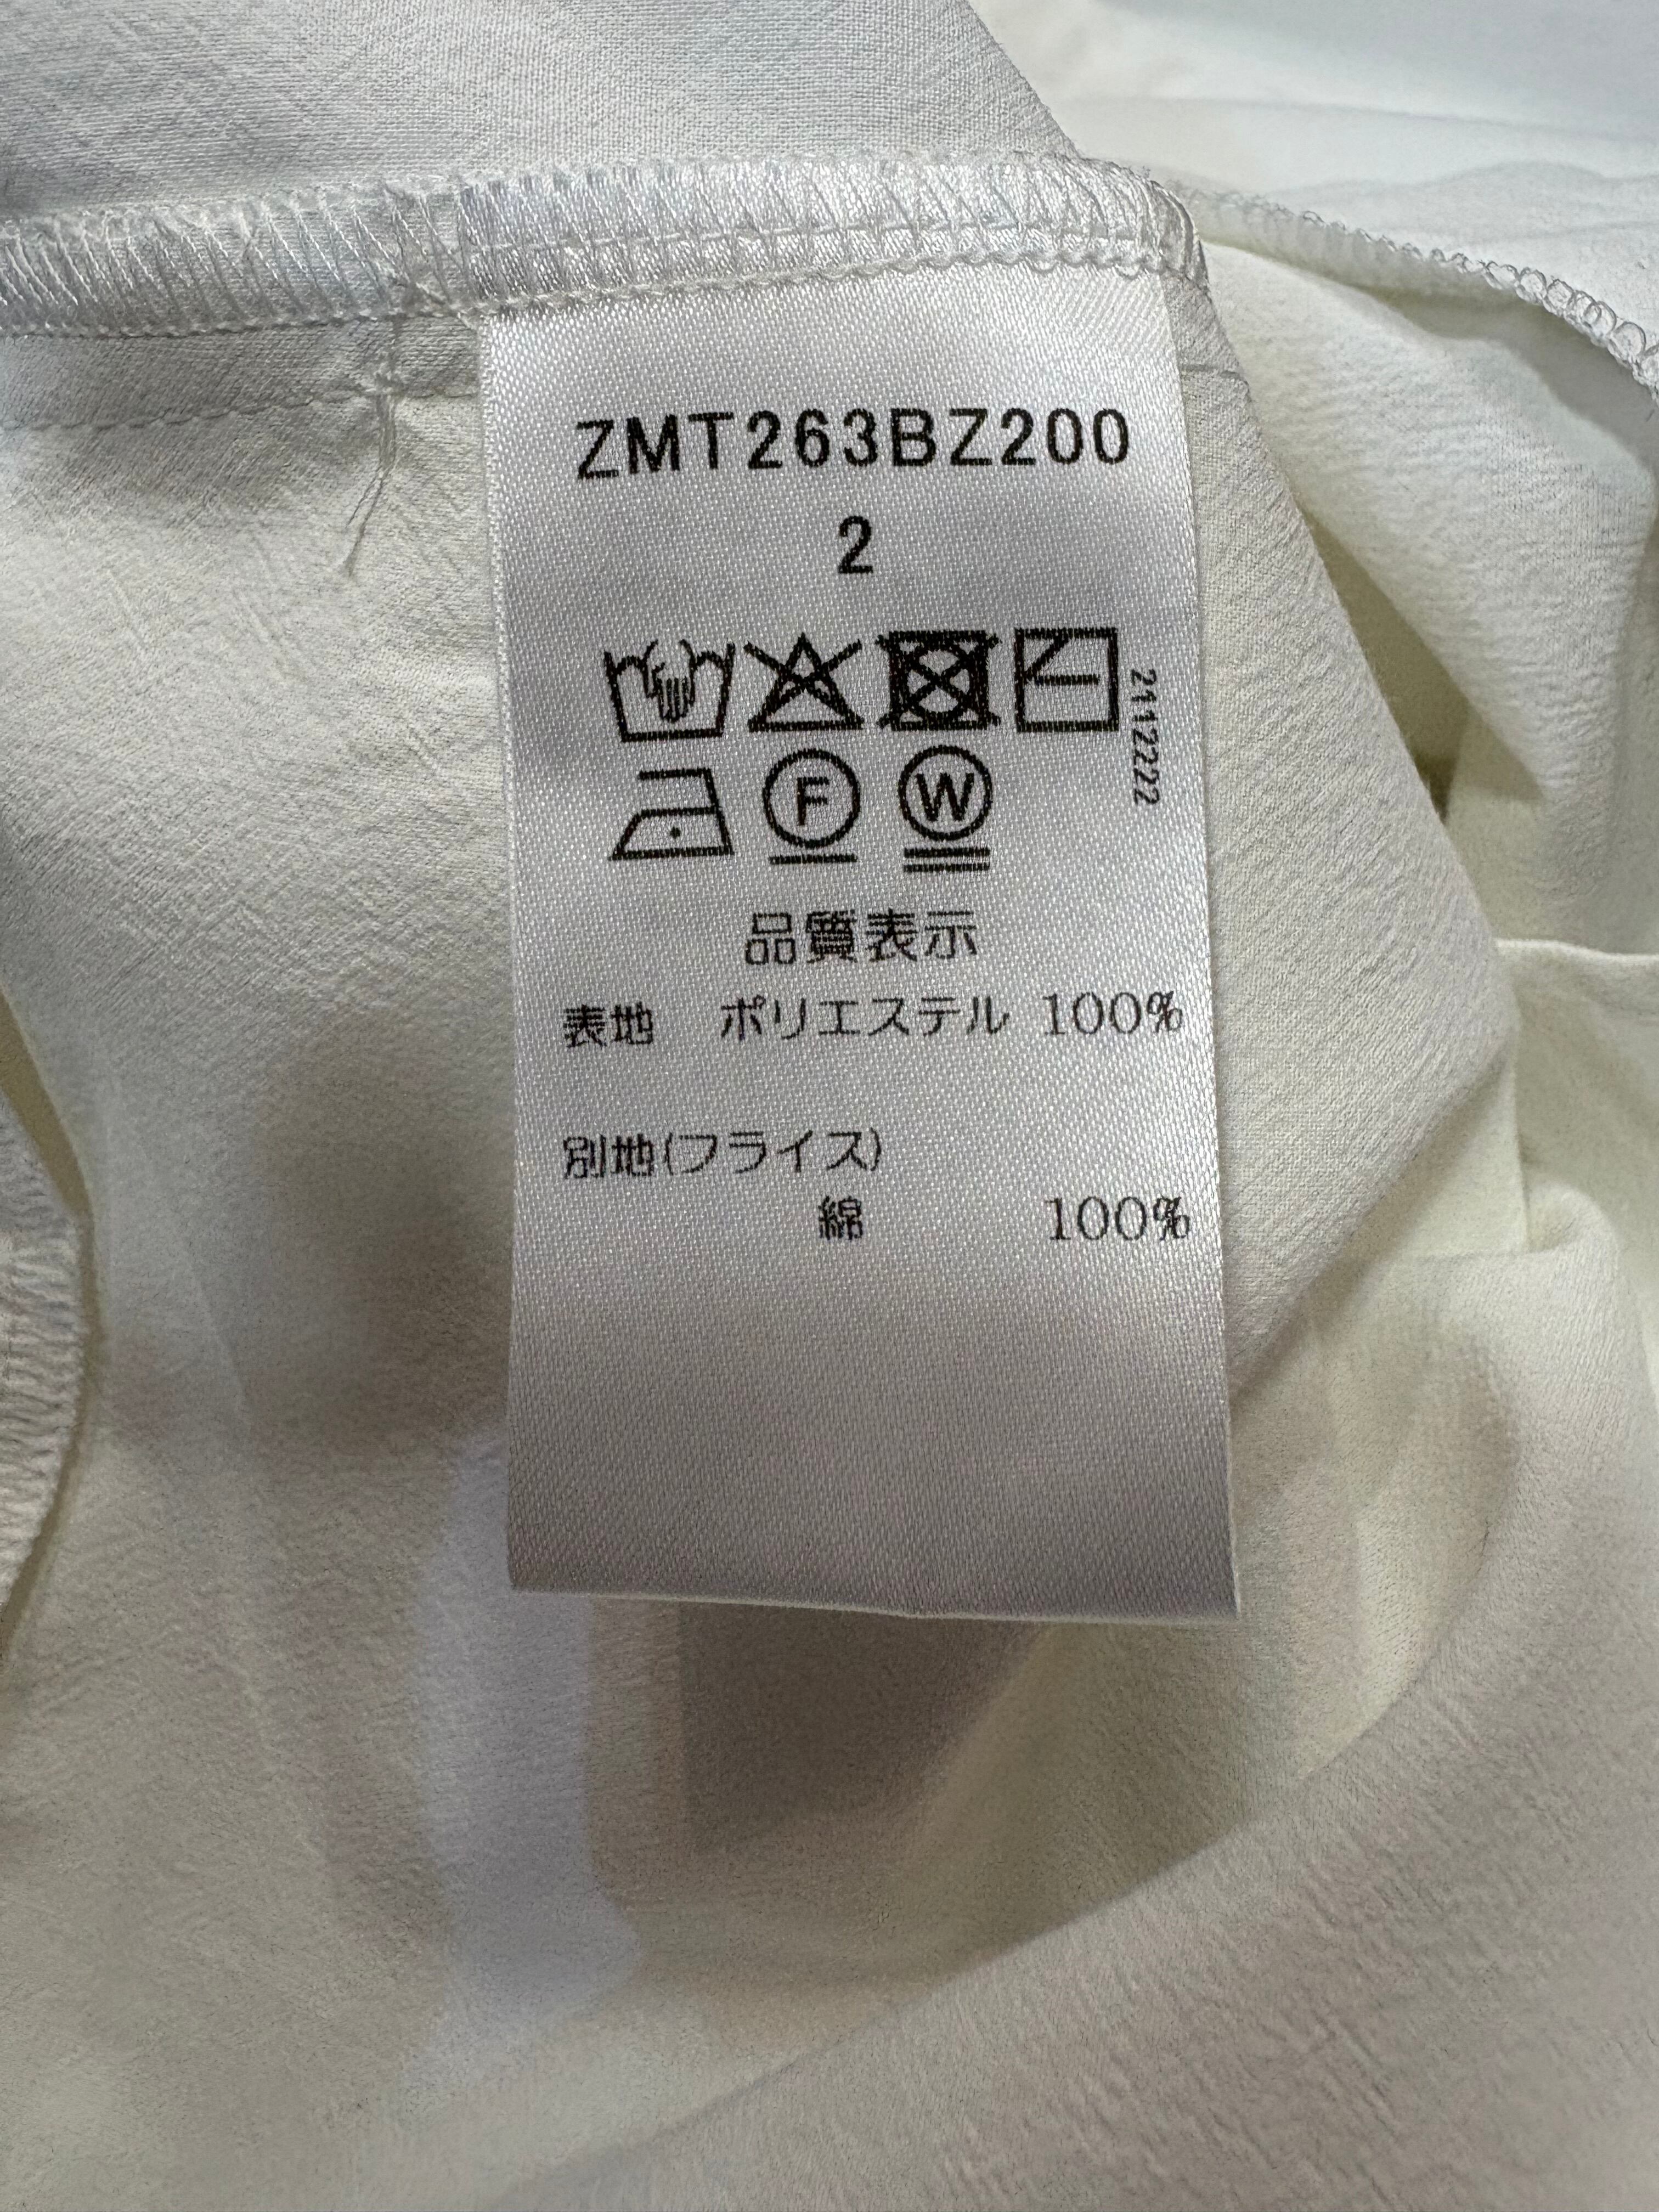 ZMT263BZ200
2
2112222
F W
品質表示
表地 ポリエステル 100%
別地(フライス)
綿 100%